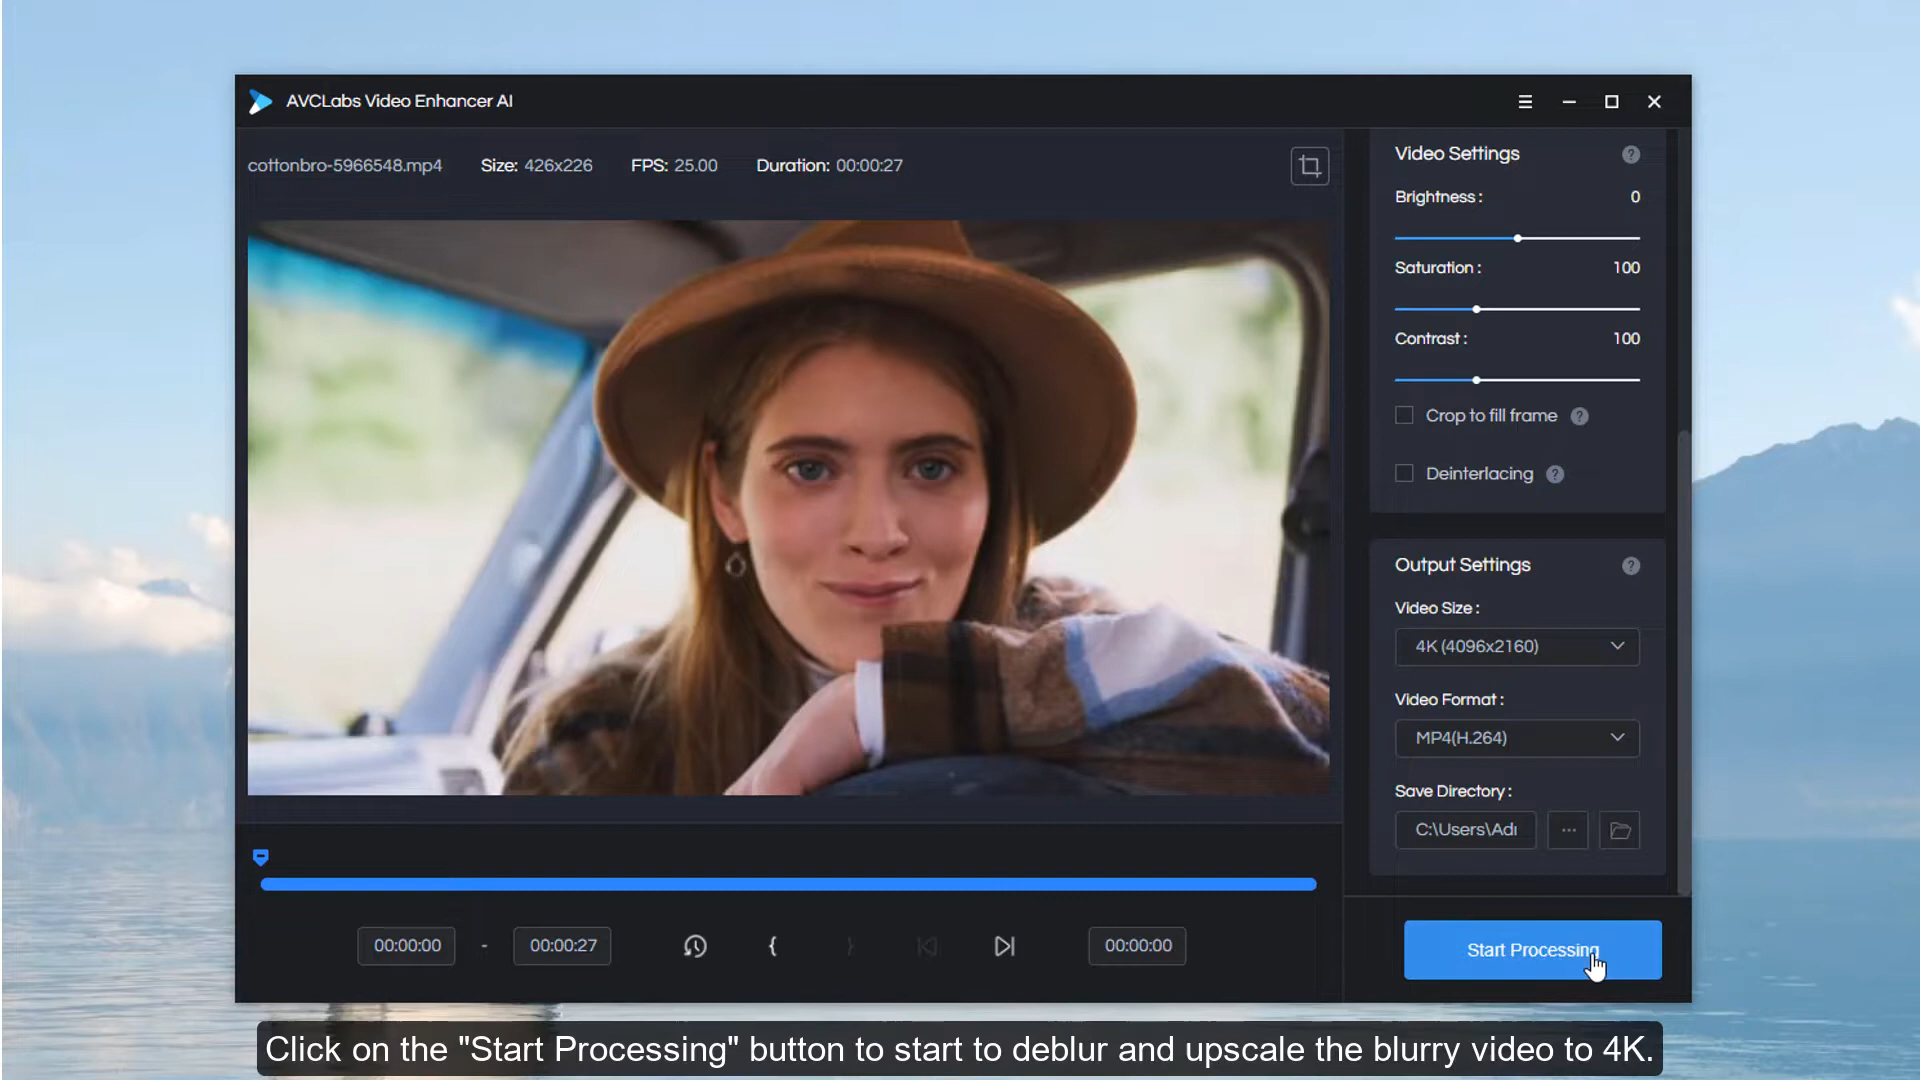 AVCLabs Video Enhancer AI
cottonbro-5966548.mp4 Size: 426x226 FPS: 25.00 Duration: 00:00:27
Video Settings ?
Brightness: 0
Saturation: 100
Contrast: 100
Crop to fill frame ?
Deinterlacing ?
Output Settings ?
Video Size:
4K (4096x2160)
Video Format:
MP4(H.264)
Save Directory:
C:\Users\Adı ...
00:00:00 - 00:00:27 { } 00:00:00
Start Processing
Click on the "Start Processing" button to start to deblur and upscale the blurry video to 4K.